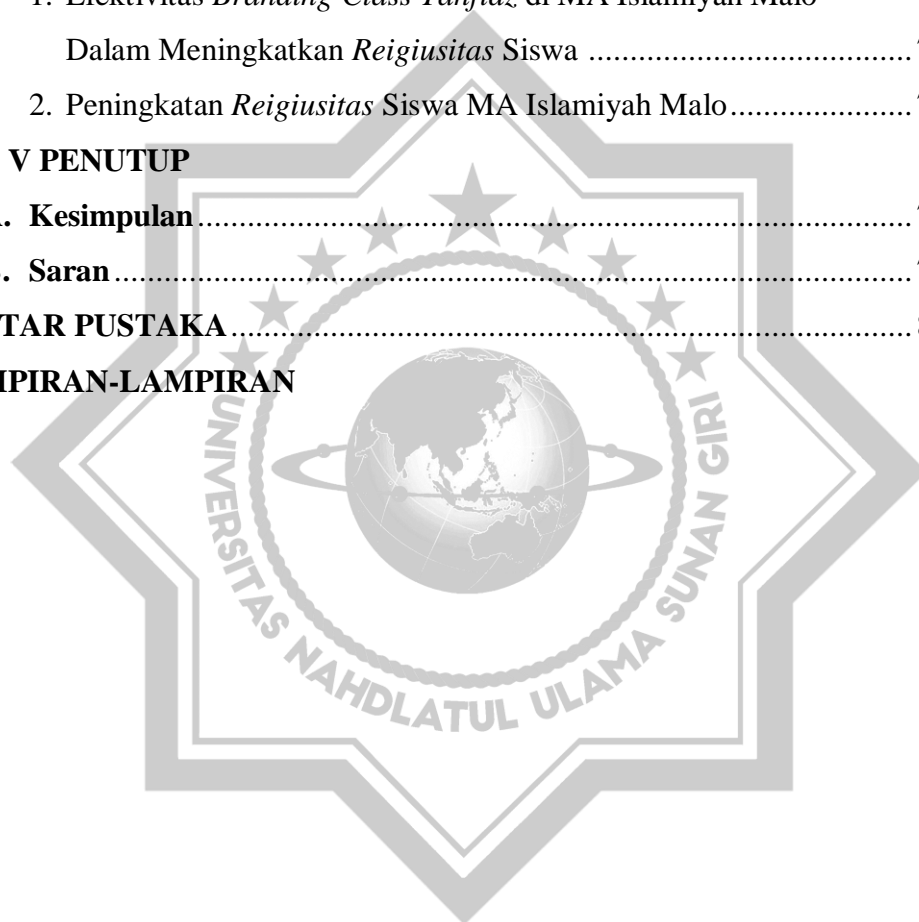 1. Efektivitas Branding Class Tahfidz di MA Islamiyah Malo
Dalam Meningkatkan Reigiusitas Siswa ....................................
2. Peningkatan Reigiusitas Siswa MA Islamiyah Malo......................
V PENUTUP
. Kesimpulan..........................................................................................
. Saran....................................................................................................
TAR PUSTAKA......................................................................................
PIRAN-LAMPIRAN
UNIVERSITAS NAHDLATUL ULAMA SUNAN GIRI